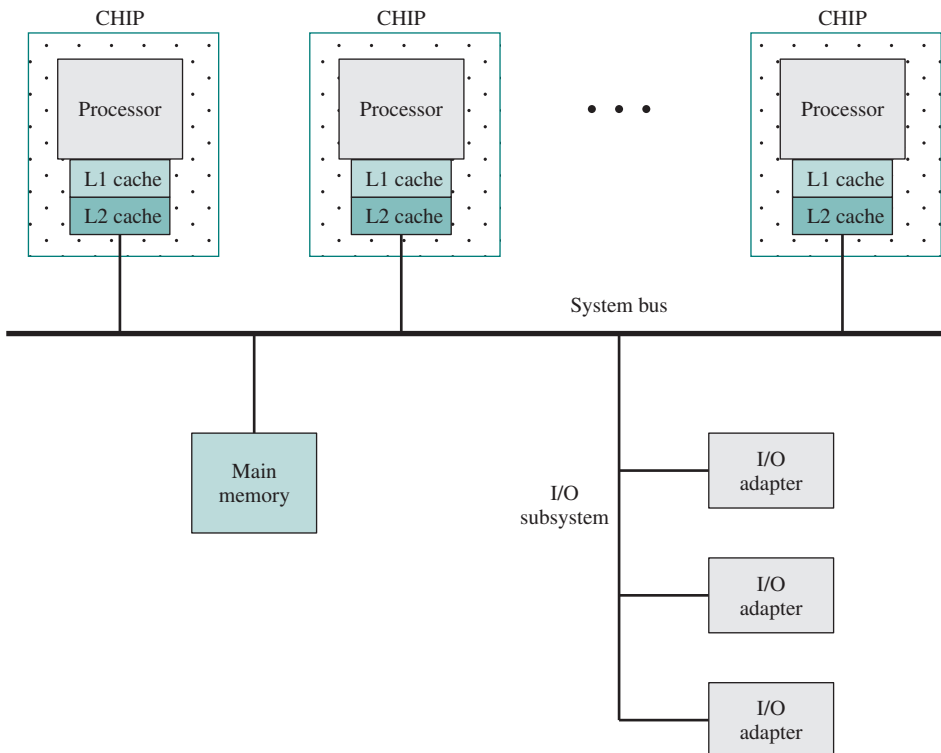 CHIP
CHIP
CHIP
Processor
Processor
Processor
L1 cache
L1 cache
L1 cache
L2 cache
L2 cache
L2 cache
System bus
Main
memory
I/O
subsystem
I/O
adapter
I/O
adapter
I/O
adapter